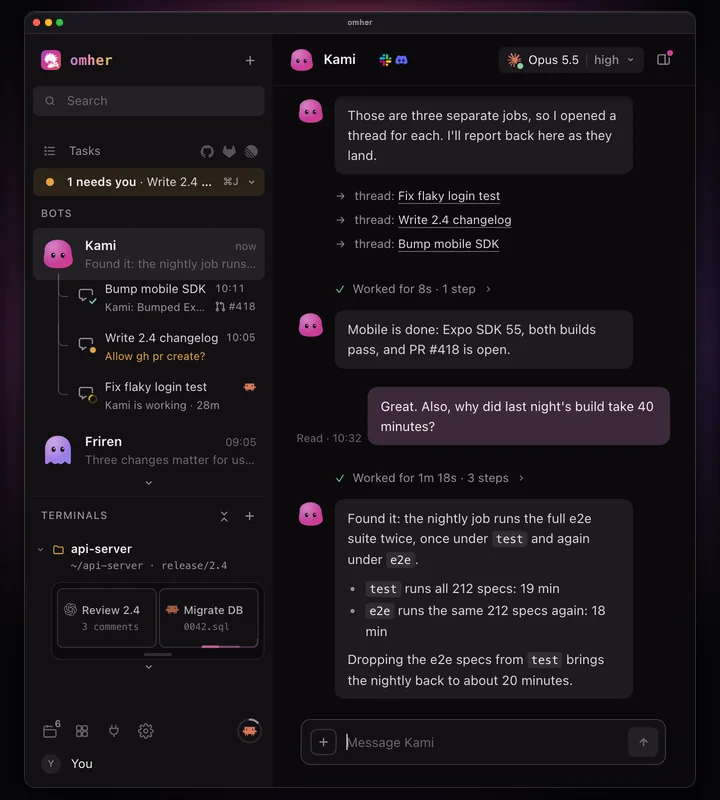 omher
omher
Search
Tasks
1 needs you · Write 2.4 ... ⌘J
BOTS
Kami now
Found it: the nightly job runs...
Bump mobile SDK 10:11
Kami: Bumped Ex... #418
Write 2.4 changelog 10:05
Allow gh pr create?
Fix flaky login test
Kami is working · 28m
Friren 09:05
Three changes matter for us...
TERMINALS
api-server
~/api-server · release/2.4
Review 2.4
3 comments
Migrate DB
0042.sql
6
Y You
Kami
Opus 5.5 high
Those are three separate jobs, so I opened a
thread for each. I'll report back here as they
land.
→ thread: Fix flaky login test
→ thread: Write 2.4 changelog
→ thread: Bump mobile SDK
✓ Worked for 8s · 1 step >
Mobile is done: Expo SDK 55, both builds
pass, and PR #418 is open.
Great. Also, why did last night's build take 40
minutes?
Read · 10:32
✓ Worked for 1m 18s · 3 steps >
Found it: the nightly job runs the full e2e
suite twice, once under test and again
under e2e.
• test runs all 212 specs: 19 min
• e2e runs the same 212 specs again: 18
min
Dropping the e2e specs from test brings
the nightly back to about 20 minutes.
Message Kami